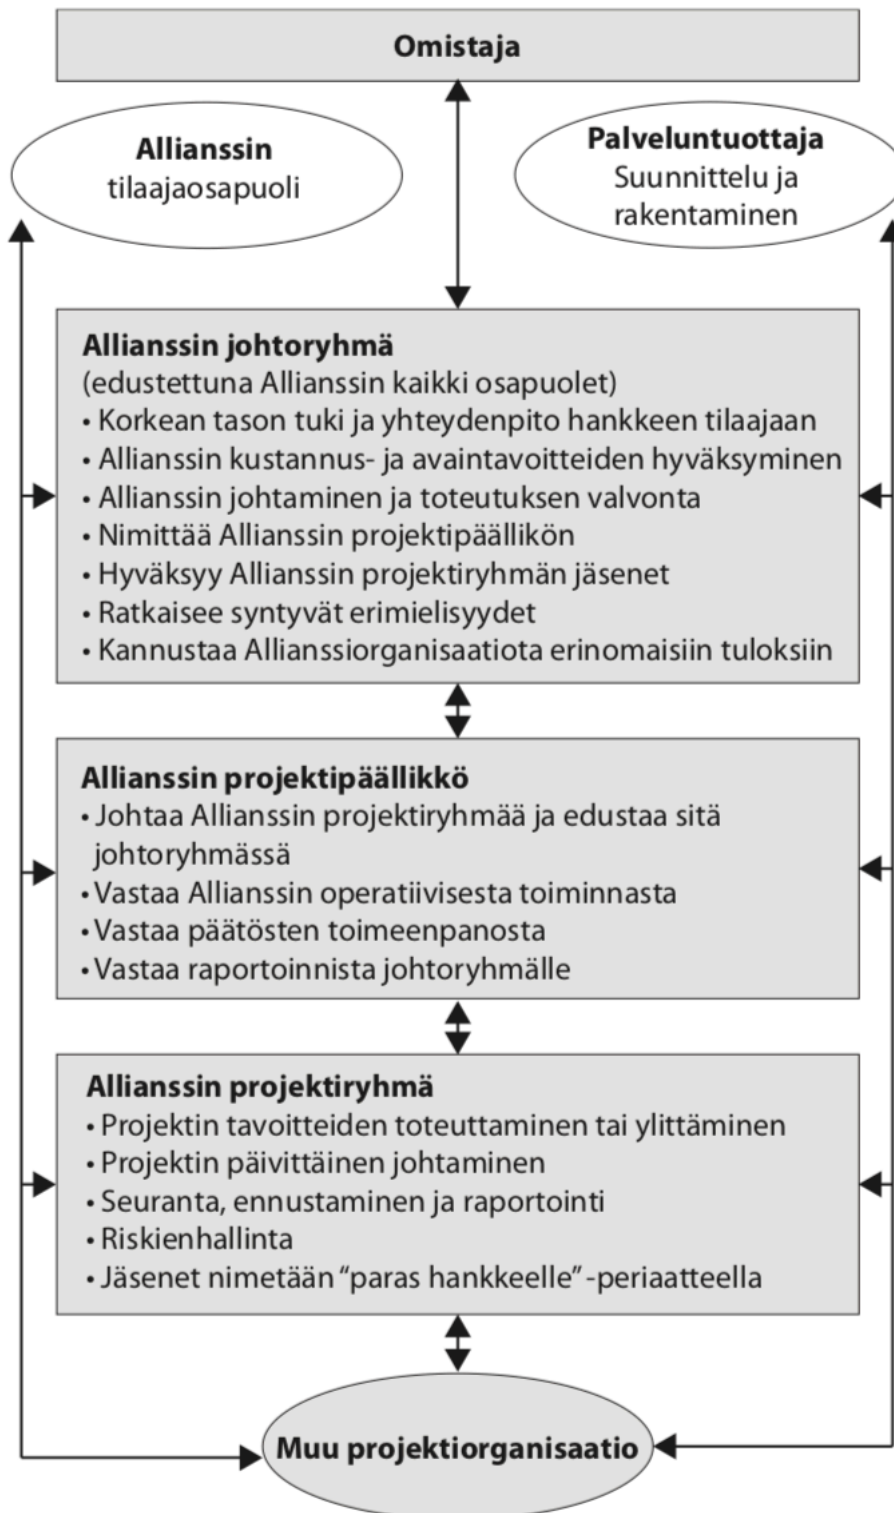 Omistaja
Allianssin
tilaajaosapuoli
Palveluntuottaja
Suunnittelu ja
rakentaminen
Allianssin johtoryhmä
(edustettuna Allianssin kaikki osapuolet)
• Korkean tason tuki ja yhteydenpito hankkeen tilaajaan
• Allianssin kustannus- ja avaintavoitteiden hyväksyminen
• Allianssin johtaminen ja toteutuksen valvonta
• Nimittää Allianssin projektipäällikön
• Hyväksyy Allianssin projektiryhmän jäsenet
• Ratkaisee syntyvät erimielisyydet
• Kannustaa Allianssiorganisaatiota erinomaisiin tuloksiin
Allianssin projektipäällikkö
• Johtaa Allianssin projektiryhmää ja edustaa sitä
johtoryhmässä
• Vastaa Allianssin operatiivisesta toiminnasta
• Vastaa päätösten toimeenpanosta
• Vastaa raportoinnista johtoryhmälle
Allianssin projektiryhmä
• Projektin tavoitteiden toteuttaminen tai ylittäminen
• Projektin päivittäinen johtaminen
• Seuranta, ennustaminen ja raportointi
• Riskienhallinta
• Jäsenet nimetään “paras hankkeelle” -periaatteella
Muu projektiorganisaatio